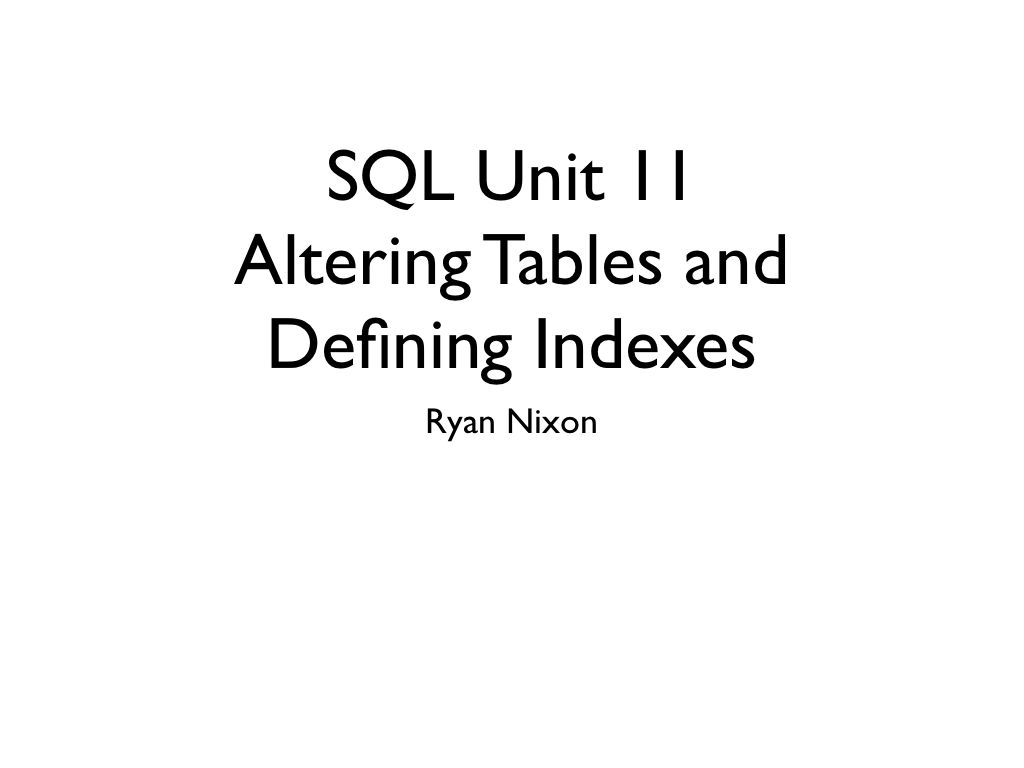 SQL Unit 11
Altering Tables and
Defining Indexes
Ryan Nixon